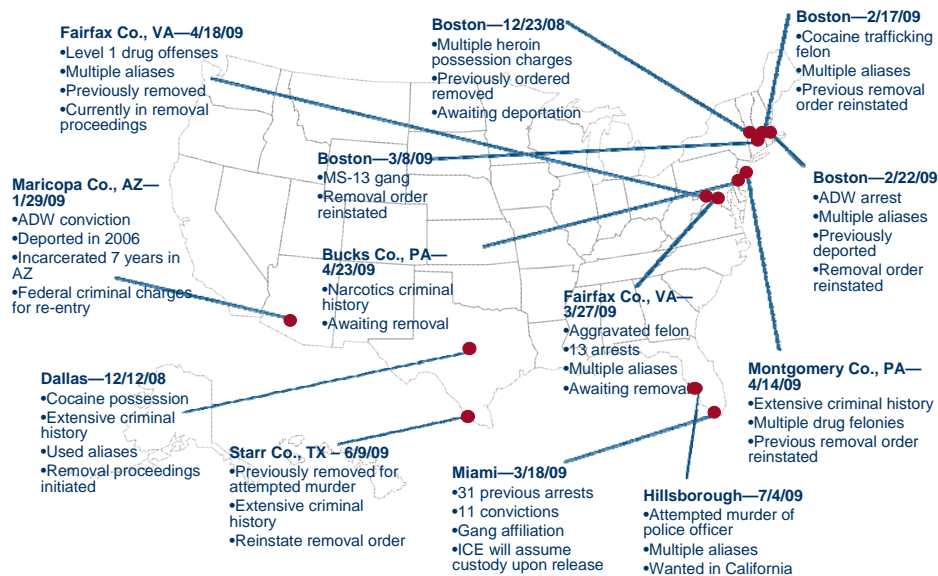 Fairfax Co., VA—4/18/09
•Level 1 drug offenses
•Multiple aliases
•Previously removed
•Currently in removal
proceedings
Boston—12/23/08
•Multiple heroin
possession charges
•Previously ordered
removed
•Awaiting deportation
Boston—2/17/09
•Cocaine trafficking
felon
•Multiple aliases
•Previous removal
order reinstated
Boston—3/8/09
•MS-13 gang
•Removal order
reinstated
Maricopa Co., AZ—
1/29/09
•ADW conviction
•Deported in 2006
•Incarcerated 7 years in
AZ
•Federal criminal charges
for re-entry
Boston—2/22/09
•ADW arrest
•Multiple aliases
•Previously
deported
•Removal order
reinstated
Bucks Co., PA—
4/23/09
•Narcotics criminal
history
•Awaiting removal
Fairfax Co., VA—
3/27/09
•Aggravated felon
•13 arrests
•Multiple aliases
•Awaiting removal
Dallas—12/12/08
•Cocaine possession
•Extensive criminal
history
•Used aliases
•Removal proceedings
initiated
Montgomery Co., PA—
4/14/09
•Extensive criminal history
•Multiple drug felonies
•Previous removal order
reinstated
Starr Co., TX – 6/9/09
•Previously removed for
attempted murder
•Extensive criminal
history
•Reinstate removal order
Miami—3/18/09
•31 previous arrests
•11 convictions
•Gang affiliation
•ICE will assume
custody upon release
Hillsborough—7/4/09
•Attempted murder of
police officer
•Multiple aliases
•Wanted in California